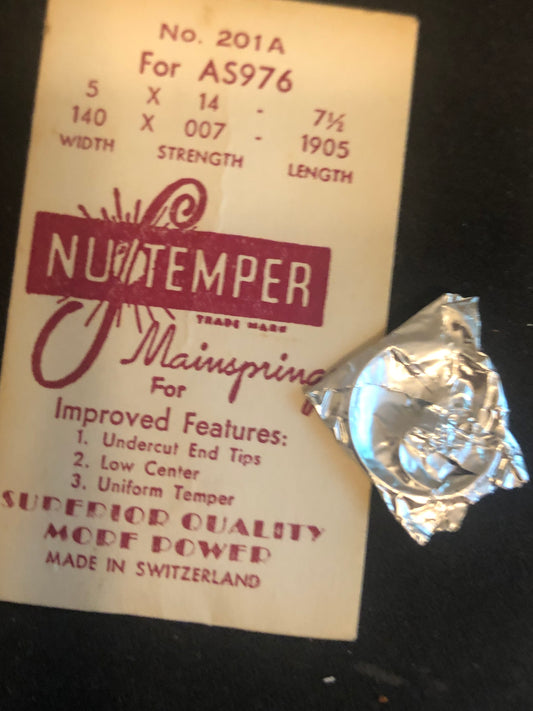 No. 201A
For AS976
5 X 14 - 7½
140 X 007 - 1905
WIDTH STRENGTH LENGTH
NU TEMPER
TRADE MARK
Mainspring
For
Improved Features:
1. Undercut End Tips
2. Low Center
3. Uniform Temper
SUPERIOR QUALITY
MORE POWER
MADE IN SWITZERLAND